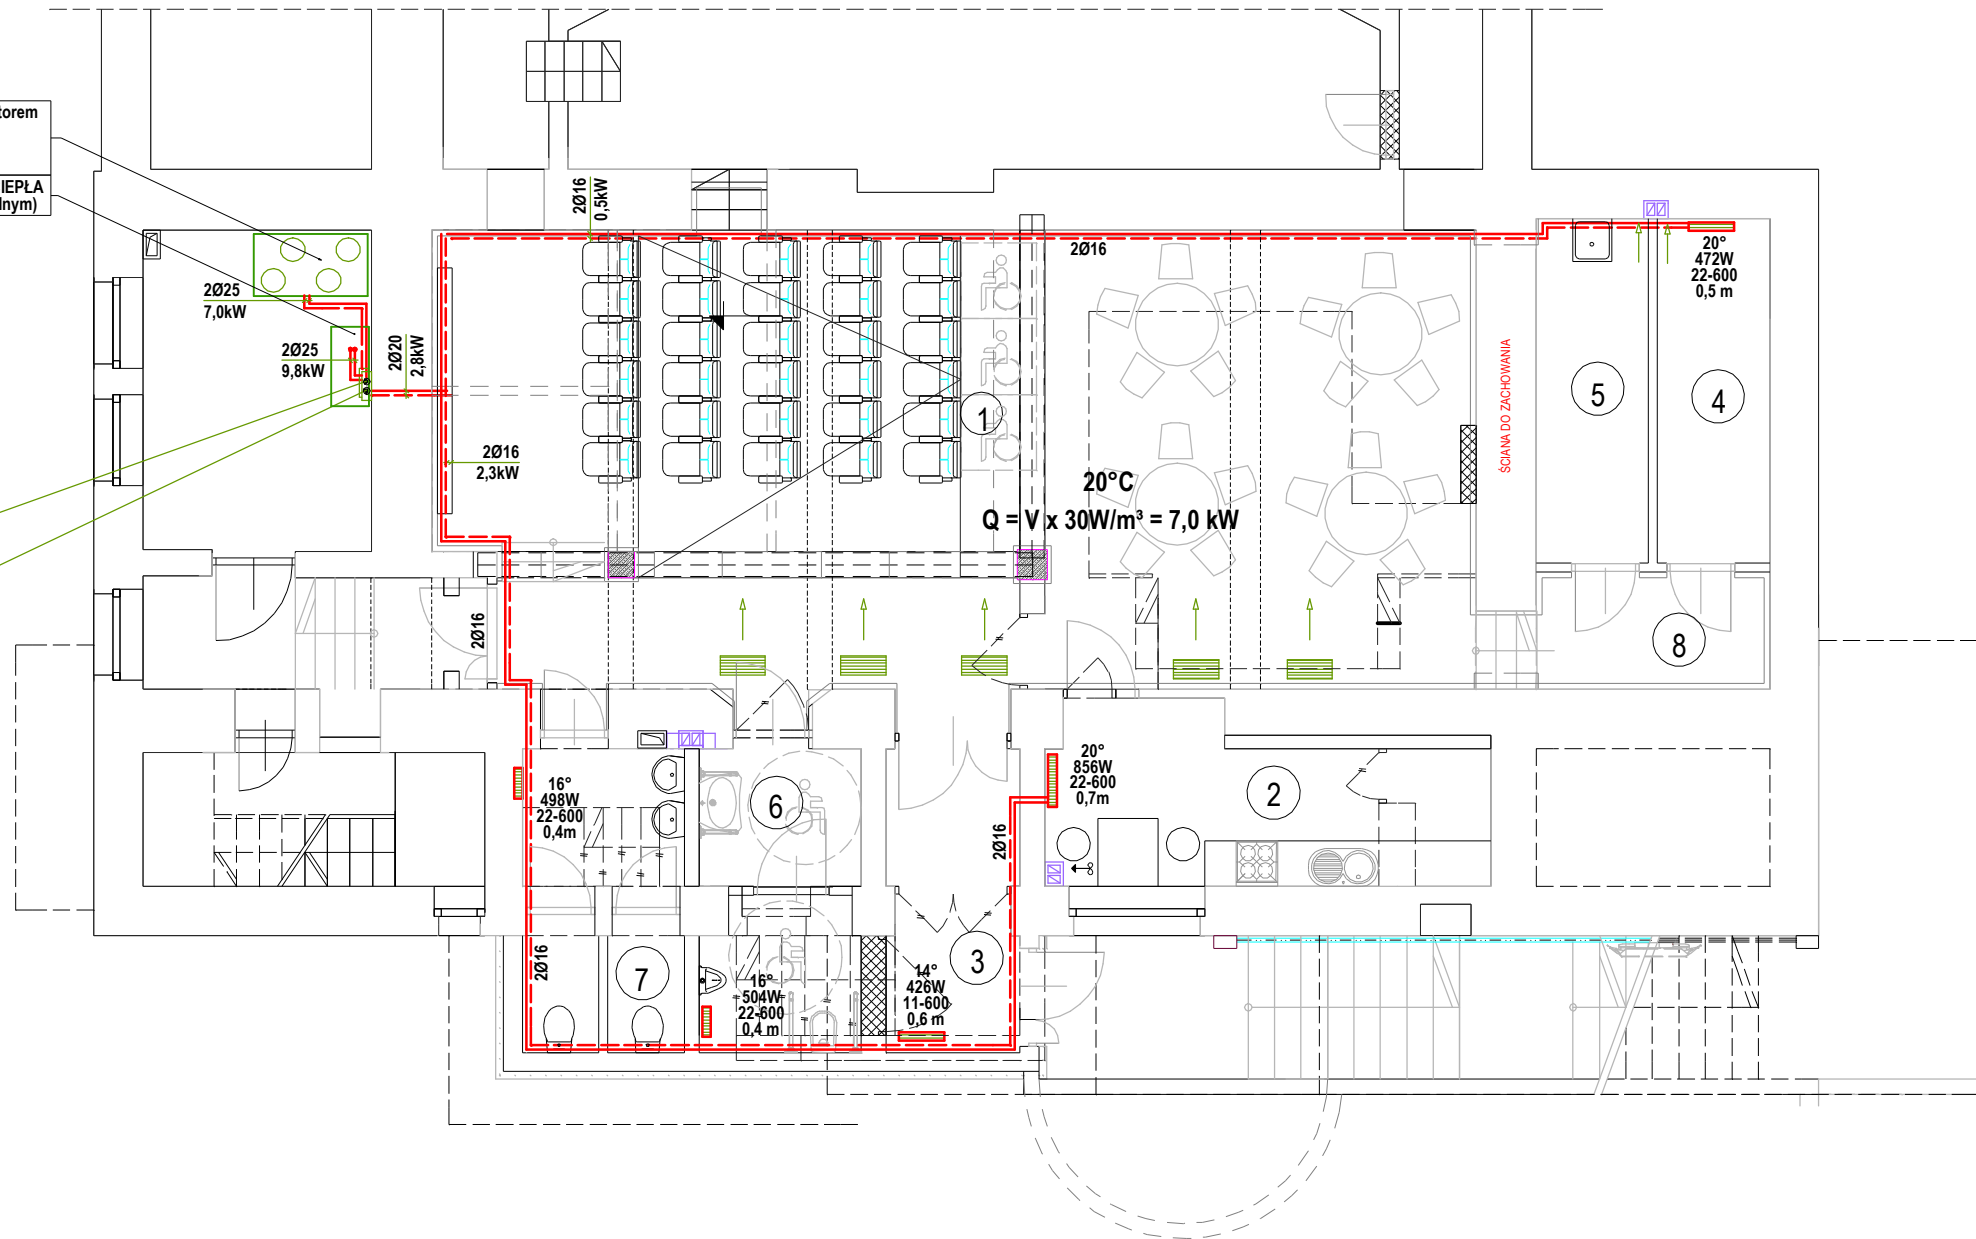 torem
IEPŁA
lnym)
2Ø16
0,5kW
2Ø16
20°
472W
22-600
0,5 m
2Ø25
7,0kW
2Ø25
9,8kW
2Ø20
2,8kW
2Ø16
2,3kW
1
5
4
ŚCIANA DO ZACHOWANIA
20°C
Q = V x 30W/m³ = 7,0 kW
2Ø16
8
16°
498W
22-600
0,4m
6
20°
856W
22-600
0,7m
2
2Ø16
2Ø16
7
16°
504W
22-600
0,4 m
14°
426W
11-600
0,6 m
3